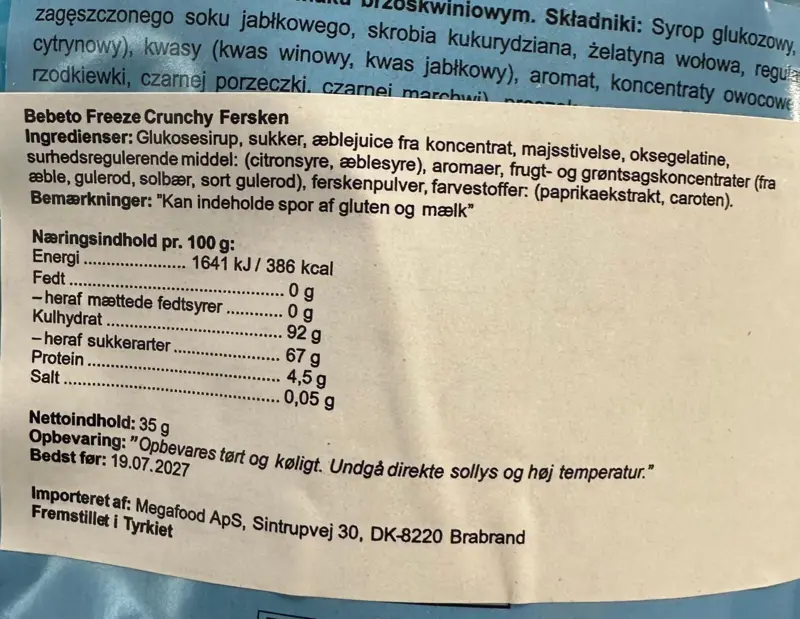 brzoskwiniowym. Składniki: Syrop glukozowy,
zagęszczonego soku jabłkowego, skrobia kukurydziana, żelatyna wołowa,
cytrynowy), kwasy (kwas winowy, kwas jabłkowy), aromat, koncentraty owocowe
rzodkiewki, czarnej porzeczki, czarnej marchwi),
Bebeto Freeze Crunchy Fersken
Ingredienser: Glukosesirup, sukker, æblejuice fra koncentrat, majsstivelse, oksegelatine,
surhedsregulerende middel: (citronsyre, æblesyre), aromaer, frugt- og grøntsagskoncentrater (fra
æble, gulerod, solbær, sort gulerod), ferskenpulver, farvestoffer: (paprikaekstrakt, caroten).
Bemærkninger: "Kan indeholde spor af gluten og mælk"
Næringsindhold pr. 100 g:
Energi ..................... 1641 kJ / 386 kcal
Fedt ............................................. 0 g
– heraf mættede fedtsyrer ............ 0 g
Kulhydrat .................................... 92 g
– heraf sukkerarter ...................... 67 g
Protein ........................................ 4,5 g
Salt ............................................. 0,05 g
Nettoindhold: 35 g
Opbevaring: "Opbevares tørt og køligt. Undgå direkte sollys og høj temperatur."
Bedst før: 19.07.2027
Importeret af: Megafood ApS, Sintrupvej 30, DK-8220 Brabrand
Fremstillet i Tyrkiet